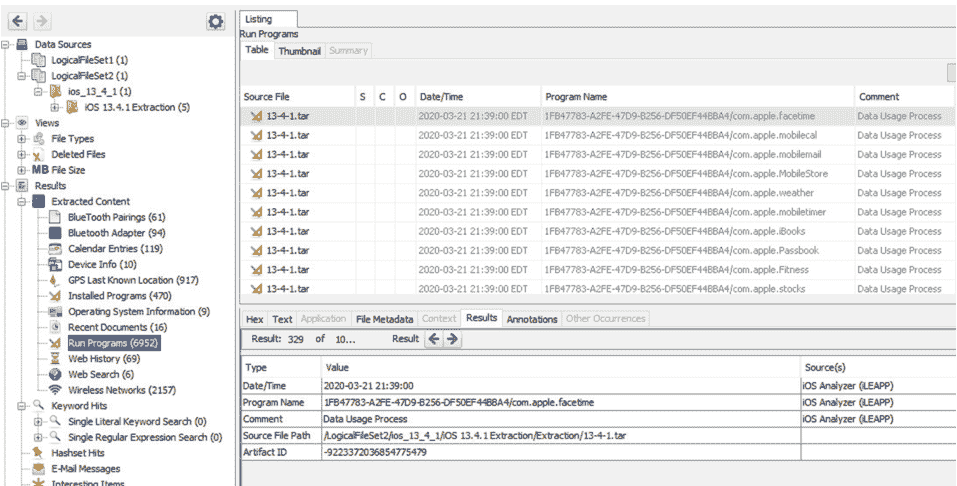 Data Sources
LogicalFileSet1 (1)
LogicalFileSet2 (1)
ios_13_4_1 (1)
iOS 13.4.1 Extraction (5)
Views
File Types
Deleted Files
MB File Size
Results
Extracted Content
BlueTooth Pairings (61)
Bluetooth Adapter (94)
Calendar Entries (119)
Device Info (10)
GPS Last Known Location (917)
Installed Programs (470)
Operating System Information (9)
Recent Documents (16)
Run Programs (6952)
Web History (69)
Web Search (6)
Wireless Networks (2157)
Keyword Hits
Single Literal Keyword Search (0)
Single Regular Expression Search (0)
Hashset Hits
E-Mail Messages
Interesting Items
Listing
Run Programs
Table Thumbnail Summary
Source File S C O Date/Time Program Name Comment
13-4-1.tar 2020-03-21 21:39:00 EDT 1FB47783-A2FE-47D9-B256-DF50EF44BBA4/com.apple.facetime Data Usage Process
13-4-1.tar 2020-03-21 21:39:00 EDT 1FB47783-A2FE-47D9-B256-DF50EF44BBA4/com.apple.mobilecal Data Usage Process
13-4-1.tar 2020-03-21 21:39:00 EDT 1FB47783-A2FE-47D9-B256-DF50EF44BBA4/com.apple.mobilemail Data Usage Process
13-4-1.tar 2020-03-21 21:39:00 EDT 1FB47783-A2FE-47D9-B256-DF50EF44BBA4/com.apple.MobileStore Data Usage Process
13-4-1.tar 2020-03-21 21:39:00 EDT 1FB47783-A2FE-47D9-B256-DF50EF44BBA4/com.apple.weather Data Usage Process
13-4-1.tar 2020-03-21 21:39:00 EDT 1FB47783-A2FE-47D9-B256-DF50EF44BBA4/com.apple.mobiletimer Data Usage Process
13-4-1.tar 2020-03-21 21:39:00 EDT 1FB47783-A2FE-47D9-B256-DF50EF44BBA4/com.apple.iBooks Data Usage Process
13-4-1.tar 2020-03-21 21:39:00 EDT 1FB47783-A2FE-47D9-B256-DF50EF44BBA4/com.apple.Passbook Data Usage Process
13-4-1.tar 2020-03-21 21:39:00 EDT 1FB47783-A2FE-47D9-B256-DF50EF44BBA4/com.apple.Fitness Data Usage Process
13-4-1.tar 2020-03-21 21:39:00 EDT 1FB47783-A2FE-47D9-B256-DF50EF44BBA4/com.apple.stocks Data Usage Process
Hex Text Application File Metadata Context Results Annotations Other Occurrences
Result: 329 of 10... Result
Type Value Source(s)
Date/Time 2020-03-21 21:39:00 iOS Analyzer (iLEAPP)
Program Name 1FB47783-A2FE-47D9-B256-DF50EF44BBA4/com.apple.facetime iOS Analyzer (iLEAPP)
Comment Data Usage Process iOS Analyzer (iLEAPP)
Source File Path /LogicalFileSet2/ios_13_4_1/iOS 13.4.1 Extraction/Extraction/13-4-1.tar
Artifact ID -9223372036854775479